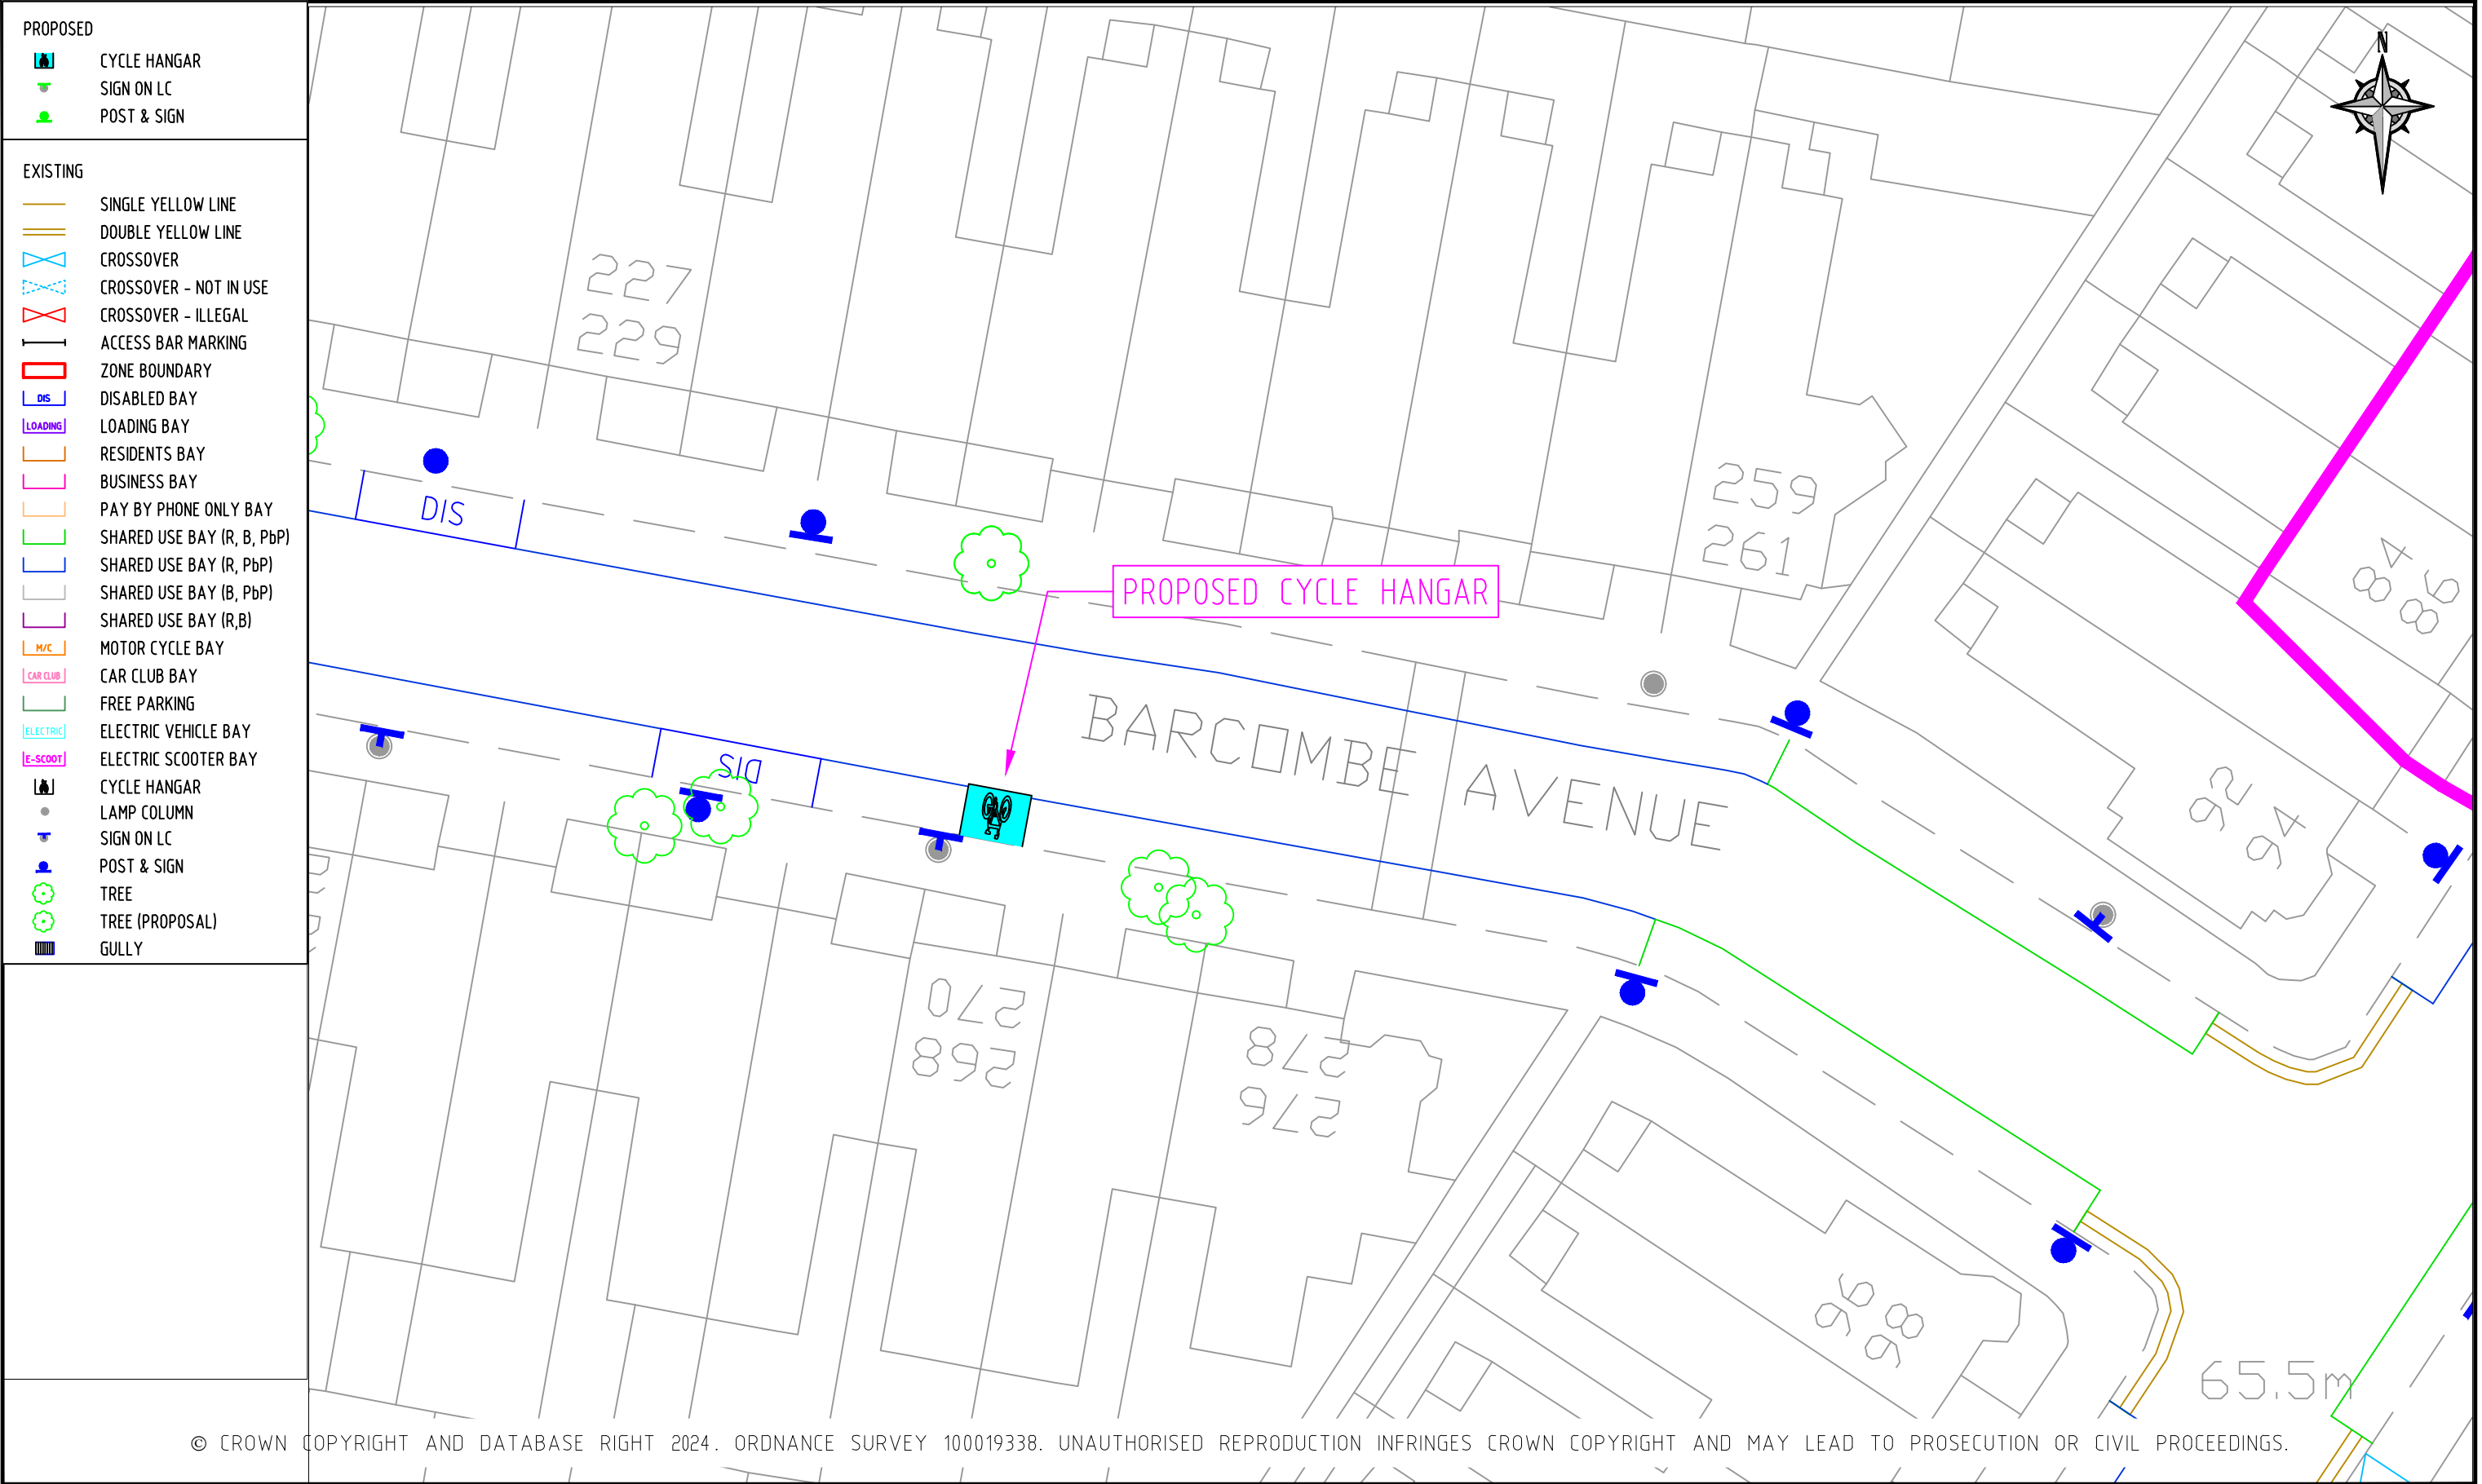 PROPOSED
CYCLE HANGAR
SIGN ON LC
POST & SIGN
EXISTING
SINGLE YELLOW LINE
DOUBLE YELLOW LINE
CROSSOVER
CROSSOVER - NOT IN USE
CROSSOVER - ILLEGAL
ACCESS BAR MARKING
ZONE BOUNDARY
DIS DISABLED BAY
LOADING LOADING BAY
RESIDENTS BAY
BUSINESS BAY
PAY BY PHONE ONLY BAY
SHARED USE BAY (R, B, PbP)
SHARED USE BAY (R, PbP)
SHARED USE BAY (B, PbP)
SHARED USE BAY (R,B)
M/C MOTOR CYCLE BAY
CAR CLUB CAR CLUB BAY
FREE PARKING
ELECTRIC ELECTRIC VEHICLE BAY
E-SCOOT ELECTRIC SCOOTER BAY
CYCLE HANGAR
LAMP COLUMN
SIGN ON LC
POST & SIGN
TREE
TREE (PROPOSAL)
GULLY
N
227
229
259
261
DIS
PROPOSED CYCLE HANGAR
BARCOMBE AVENUE
DIS
270
268
278
276
65.5m
© CROWN COPYRIGHT AND DATABASE RIGHT 2024. ORDNANCE SURVEY 100019338. UNAUTHORISED REPRODUCTION INFRINGES CROWN COPYRIGHT AND MAY LEAD TO PROSECUTION OR CIVIL PROCEEDINGS.